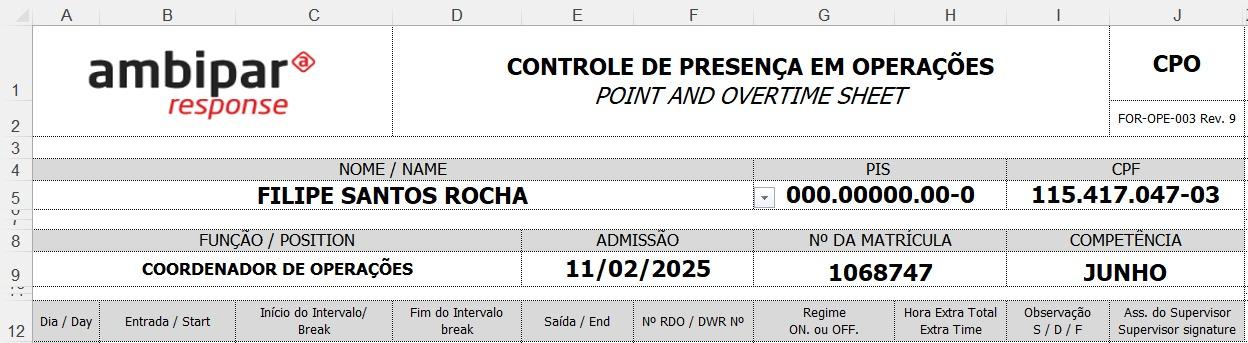 A B C D E F G H I J
ambipar
response
CONTROLE DE PRESENÇA EM OPERAÇÕES
POINT AND OVERTIME SHEET
CPO
FOR-OPE-003 Rev. 9
1
2
3
4 NOME / NAME PIS CPF
5 FILIPE SANTOS ROCHA 000.00000.00-0 115.417.047-03
8 FUNÇÃO / POSITION ADMISSÃO Nº DA MATRÍCULA COMPETÊNCIA
9 COORDENADOR DE OPERAÇÕES 11/02/2025 1068747 JUNHO
12
Dia / Day
Entrada / Start
Início do Intervalo/
Break
Fim do Intervalo
break
Saída / End
Nº RDO / DWR Nº
Regime
ON. ou OFF.
Hora Extra Total
Extra Time
Observação
S / D / F
Ass. do Supervisor
Supervisor signature